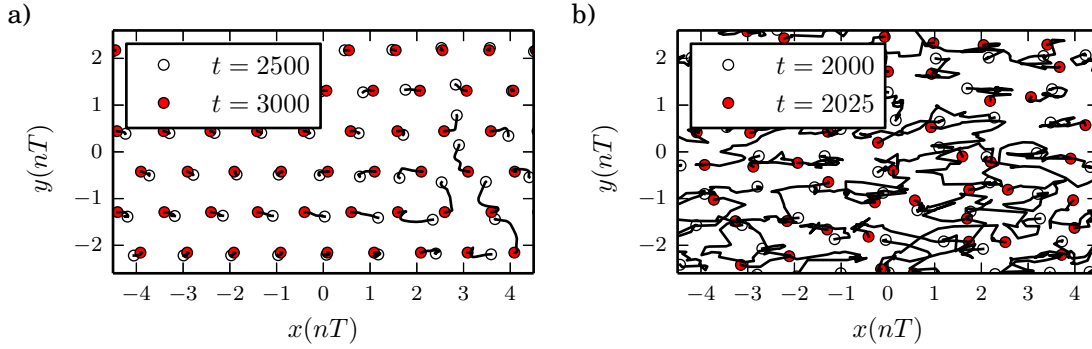 a)
y(nT)
2
1
0
−1
−2
t = 2500
t = 3000
−4 −3 −2 −1 0 1 2 3 4
x(nT)
b)
y(nT)
2
1
0
−1
−2
t = 2000
t = 2025
−4 −3 −2 −1 0 1 2 3 4
x(nT)